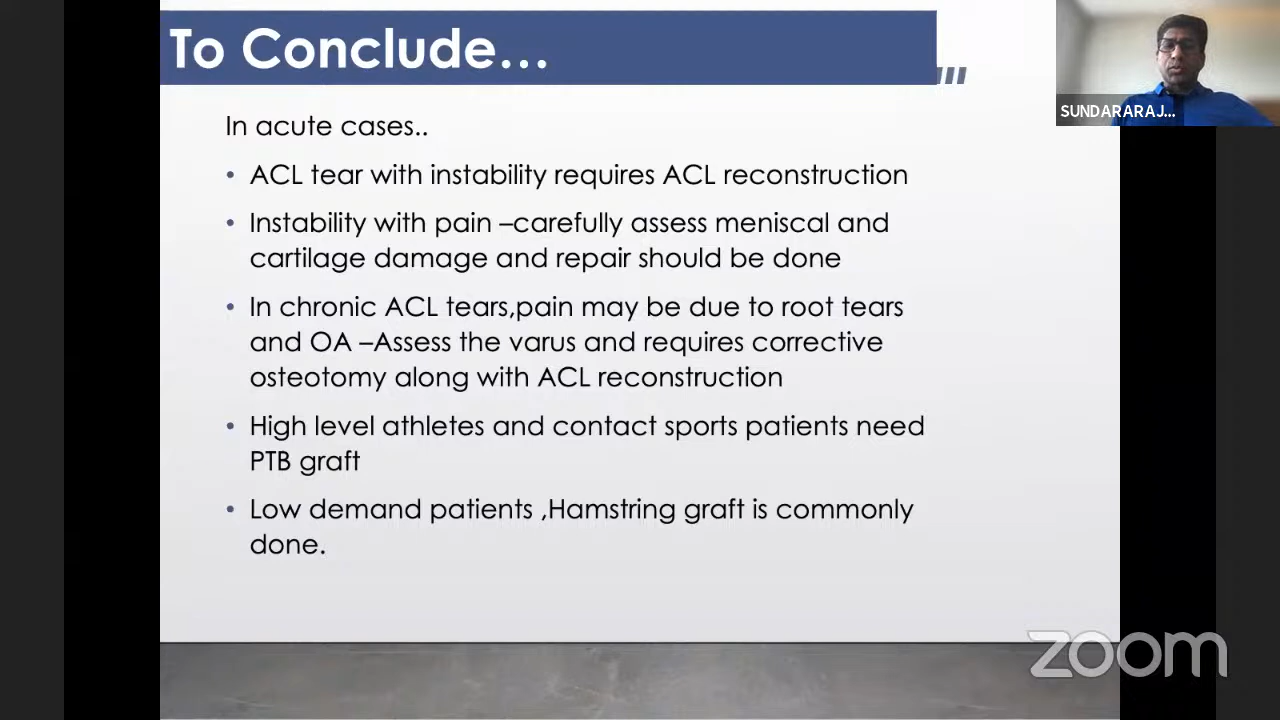 To Conclude...
SUNDARARAJ...
In acute cases..
• ACL tear with instability requires ACL reconstruction
• Instability with pain –carefully assess meniscal and
cartilage damage and repair should be done
• In chronic ACL tears,pain may be due to root tears
and OA –Assess the varus and requires corrective
osteotomy along with ACL reconstruction
• High level athletes and contact sports patients need
PTB graft
• Low demand patients ,Hamstring graft is commonly
done.
zoom